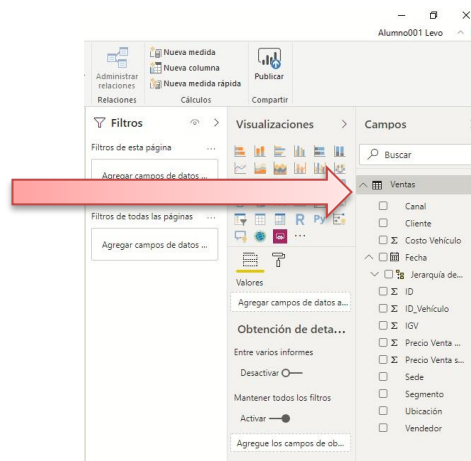 Alumno001 Levo
Administrar
relaciones
Relaciones
Nueva medida
Nueva columna
Nueva medida rápida
Cálculos
Publicar
Compartir
Filtros
Filtros de esta página
Agregar campos de datos ...
Filtros de todas las páginas
Agregar campos de datos ...
Visualizaciones
R
Py
Valores
Agregar campos de datos a...
Obtención de deta...
Entre varios informes
Desactivar
Mantener todos los filtros
Activar
Agregue los campos de ob...
Campos
Buscar
Ventas
Canal
Cliente
Σ Costo Vehículo
Fecha
Jerarquía de...
Σ ID
Σ ID_Vehículo
Σ IGV
Σ Precio Venta ...
Σ Precio Venta s...
Sede
Segmento
Ubicación
Vendedor